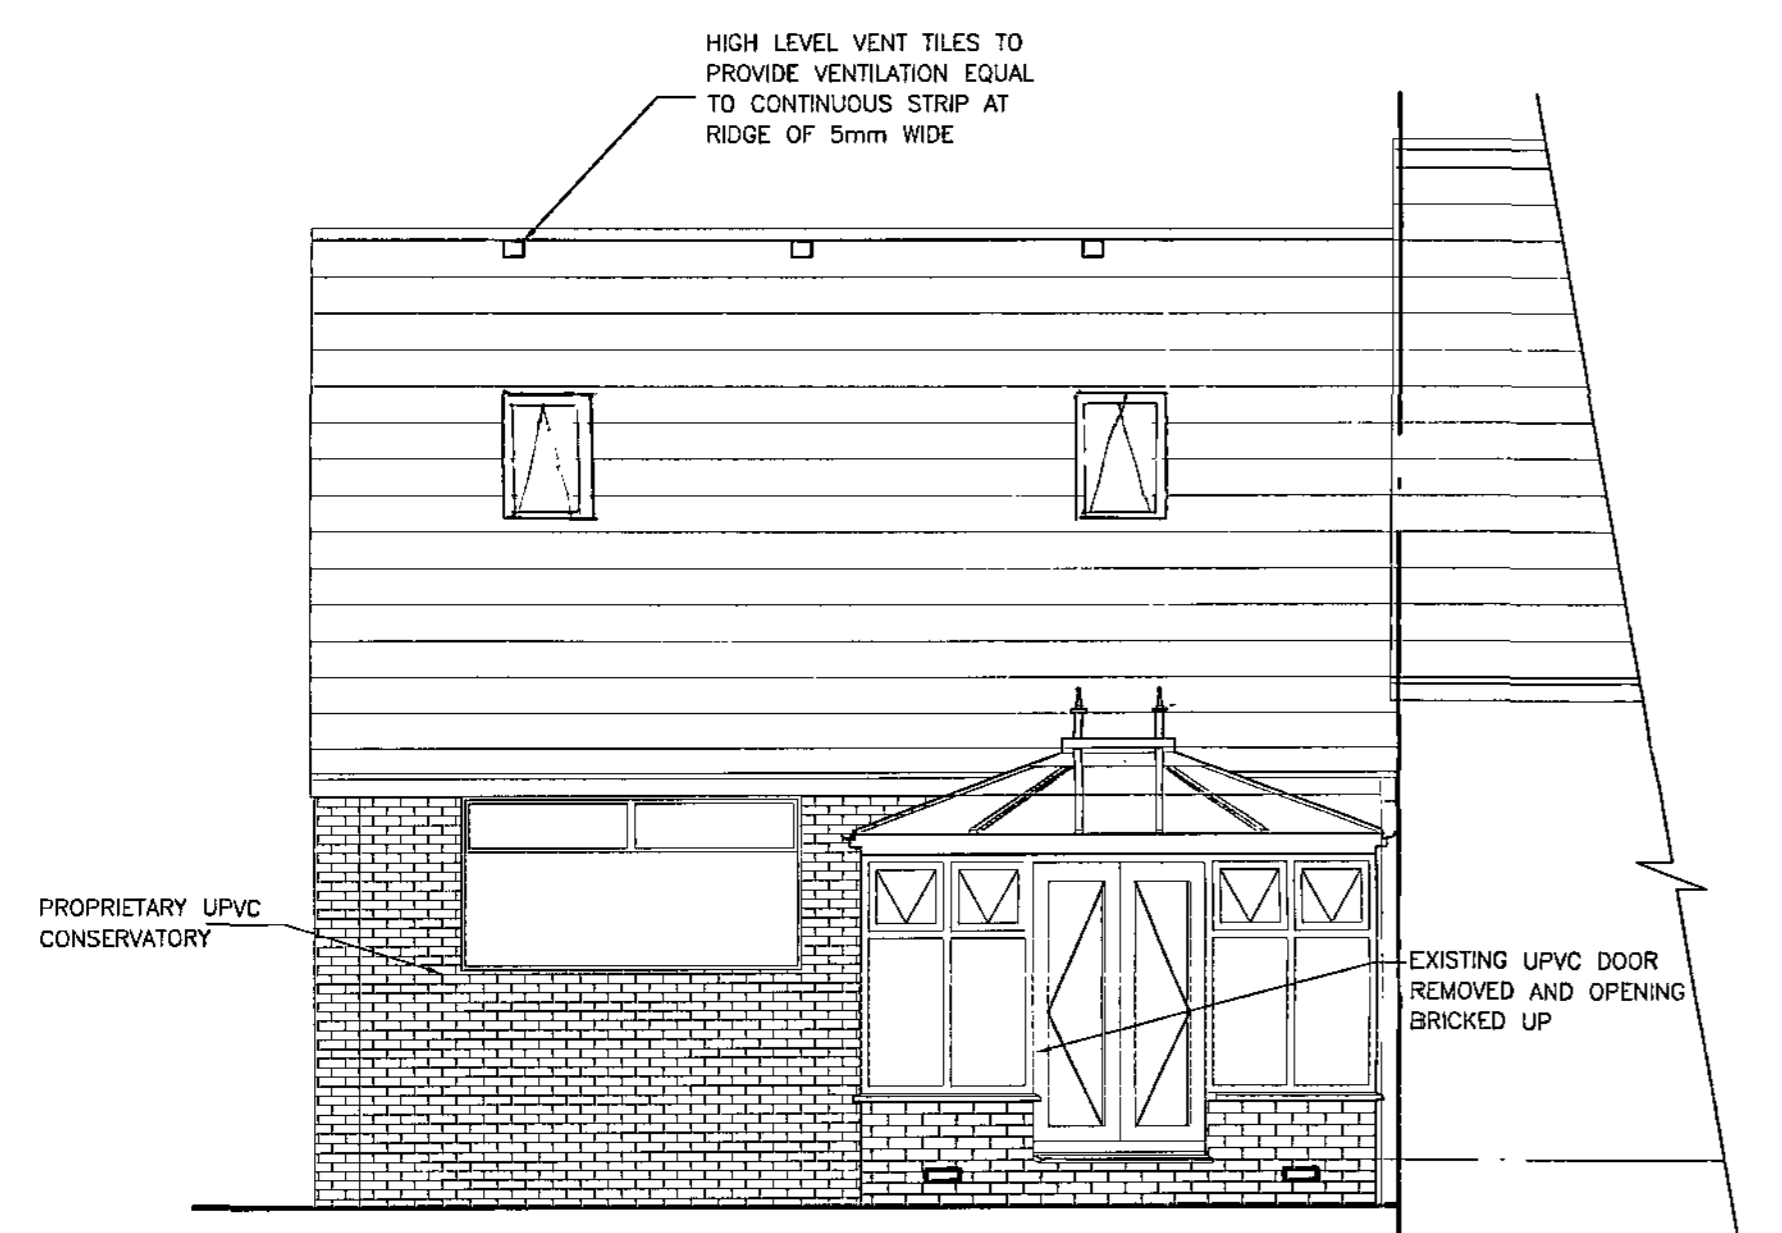 HIGH LEVEL VENT TILES TO
PROVIDE VENTILATION EQUAL
TO CONTINUOUS STRIP AT
RIDGE OF 5mm WIDE
PROPRIETARY UPVC
CONSERVATORY
EXISTING UPVC DOOR
REMOVED AND OPENING
BRICKED UP